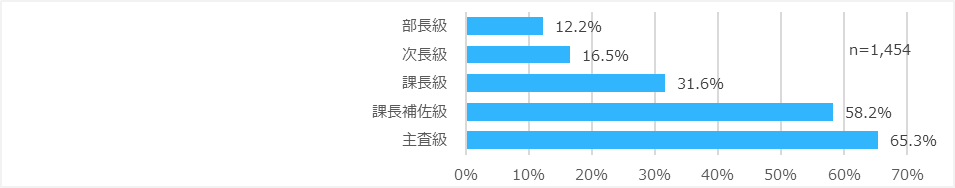 部長級 12.2%
次長級 16.5%
n=1,454
課長級 31.6%
課長補佐級 58.2%
主査級 65.3%
0% 10% 20% 30% 40% 50% 60% 70%